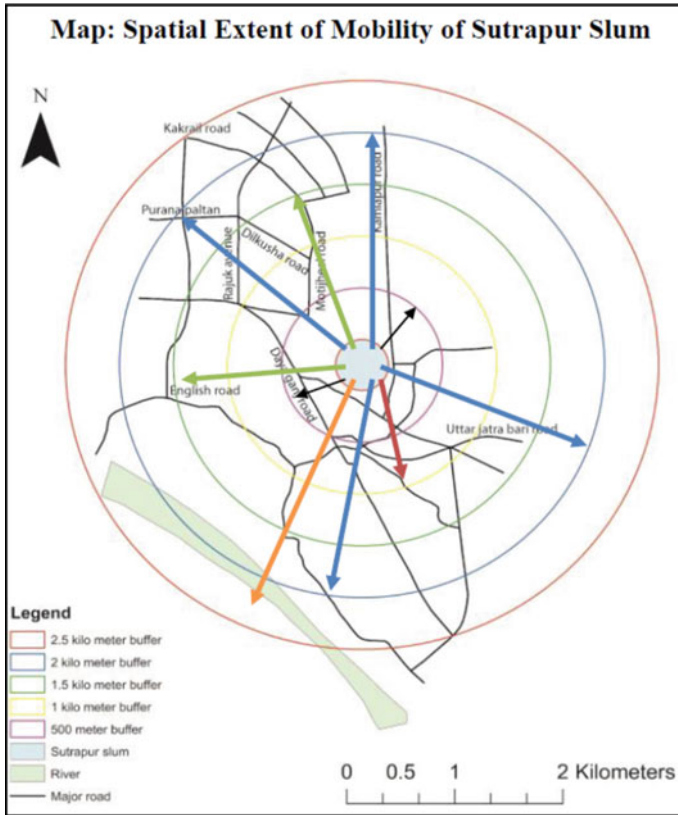 Map: Spatial Extent of Mobility of Sutrapur Slum
N
Kakrail road
Kamlapur road
Purana paltan
Dilkusha road
Rajuk avenue
Motijheel road
Daya ganj road
English road
Uttar jatra bari road
Legend
2.5 kilo meter buffer
2 kilo meter buffer
1.5 kilo meter buffer
1 kilo meter buffer
500 meter buffer
Sutrapur slum
River
Major road
0 0.5 1 2 Kilometers